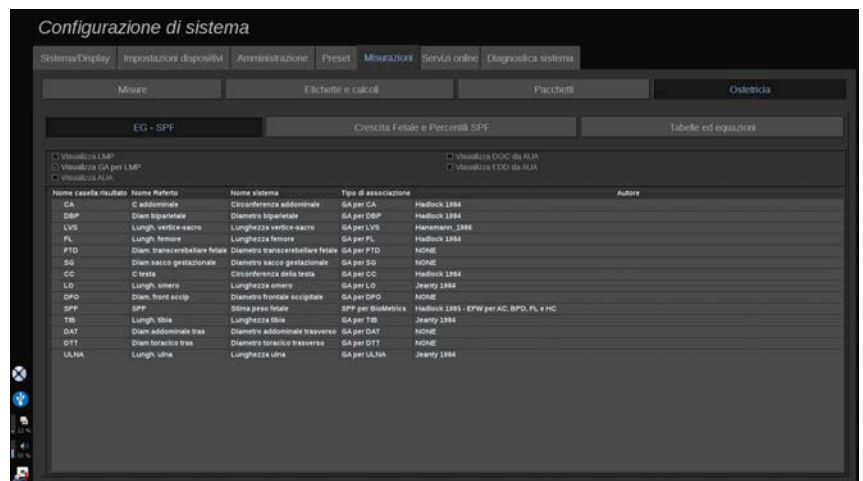 Configurazione di sistema
Sistema/Display Impostazioni dispositivi Amministrazione Preset Misurazioni Servizi online Diagnostica sistema
Misure Etichette e calcoli Pacchetti Ostetricia
EG - SPF Crescita Fetale e Percentili SPF Tabelle ed equazioni
Visualizza LMP Visualizza DOC da AUA
Visualizza GA per LMP Visualizza EDD da AUA
Visualizza AUA
Nome casella risultato Nome Referto Nome sistema Tipo di associazione Autore
CA C addominale Circonferenza addominale GA per CA Hadlock 1984
DBP Diam biparietale Diametro biparietale GA per DBP Hadlock 1984
LVS Lungh. vertice-sacro Lunghezza vertice-sacro GA per LVS Hansmann_1986
FL Lungh. femore Lunghezza femore GA per FL Hadlock 1984
FTD Diam. transcerebellare fetale Diametro transcerebellare fetale GA per FTD NONE
SG Diam sacco gestazionale Diametro sacco gestazionale GA per SG NONE
CC C testa Circonferenza della testa GA per CC Hadlock 1984
LO Lungh. omero Lunghezza omero GA per LO Jeanty 1984
DFO Diam. front occip Diametro frontale occipitale GA per DFO NONE
SPF SPF Stima peso fetale SPF per BioMetrics Hadlock 1985 - EFW per AC, BPD, FL e HC
TIB Lungh. tibia Lunghezza tibia GA per TIB Jeanty 1984
DAT Diam addominale tras Diametro addominale trasverso GA per DAT NONE
DTT Diam toracico tras Diametro toracico trasverso GA per DTT NONE
ULNA Lungh. ulna Lunghezza ulna GA per ULNA Jeanty 1984